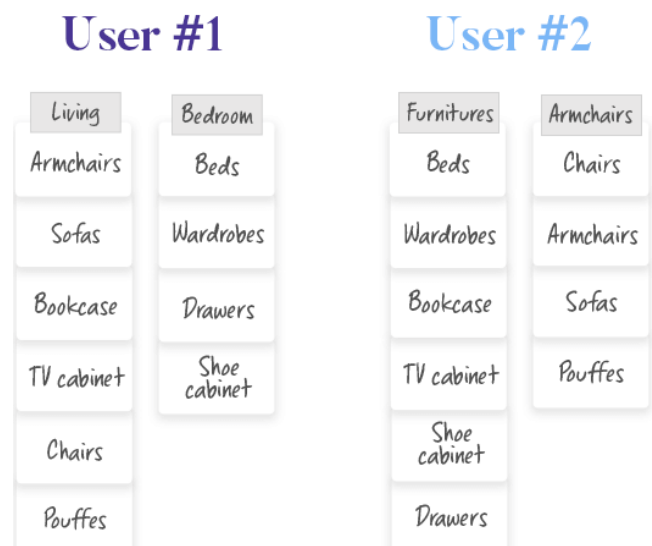 User #1
Living
Armchairs
Sofas
Bookcase
TV cabinet
Chairs
Pouffes
Bedroom
Beds
Wardrobes
Drawers
Shoe
cabinet
User #2
Furnitures
Beds
Wardrobes
Bookcase
TV cabinet
Shoe
cabinet
Drawers
Armchairs
Chairs
Armchairs
Sofas
Pouffes